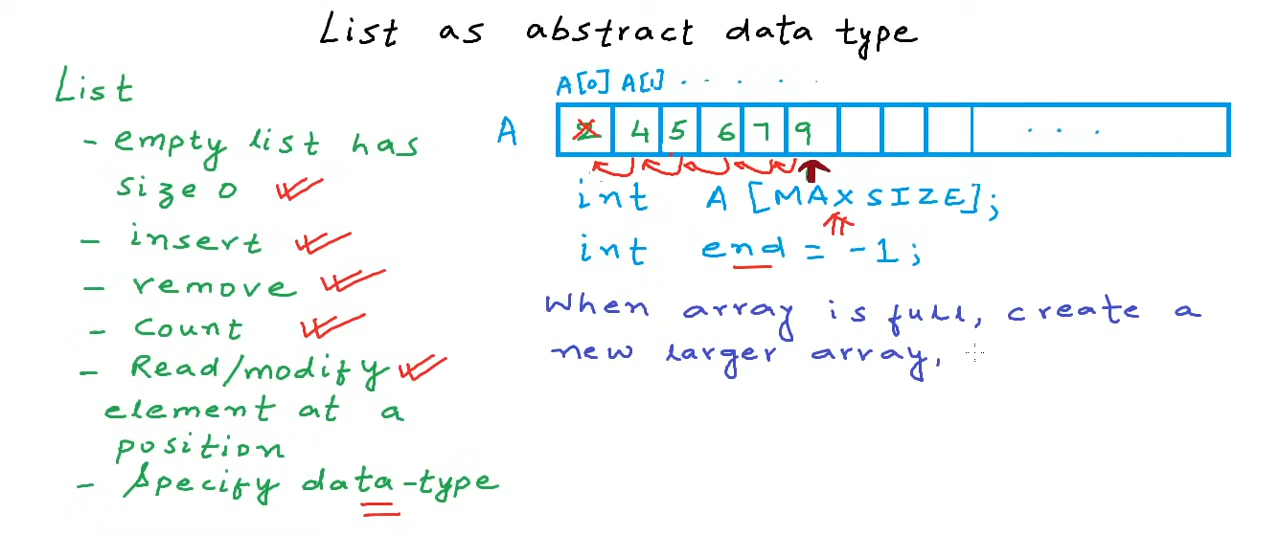 List as abstract data type
List
- empty list has
size 0
- insert
- remove
- Count
- Read/modify
element at a
position
- Specify data-type
A[0] A[1] . . . .
A 2 4 5 6 7 9 . . .
int A [MAXSIZE];
int end = -1;
When array is full, create a
new larger array,